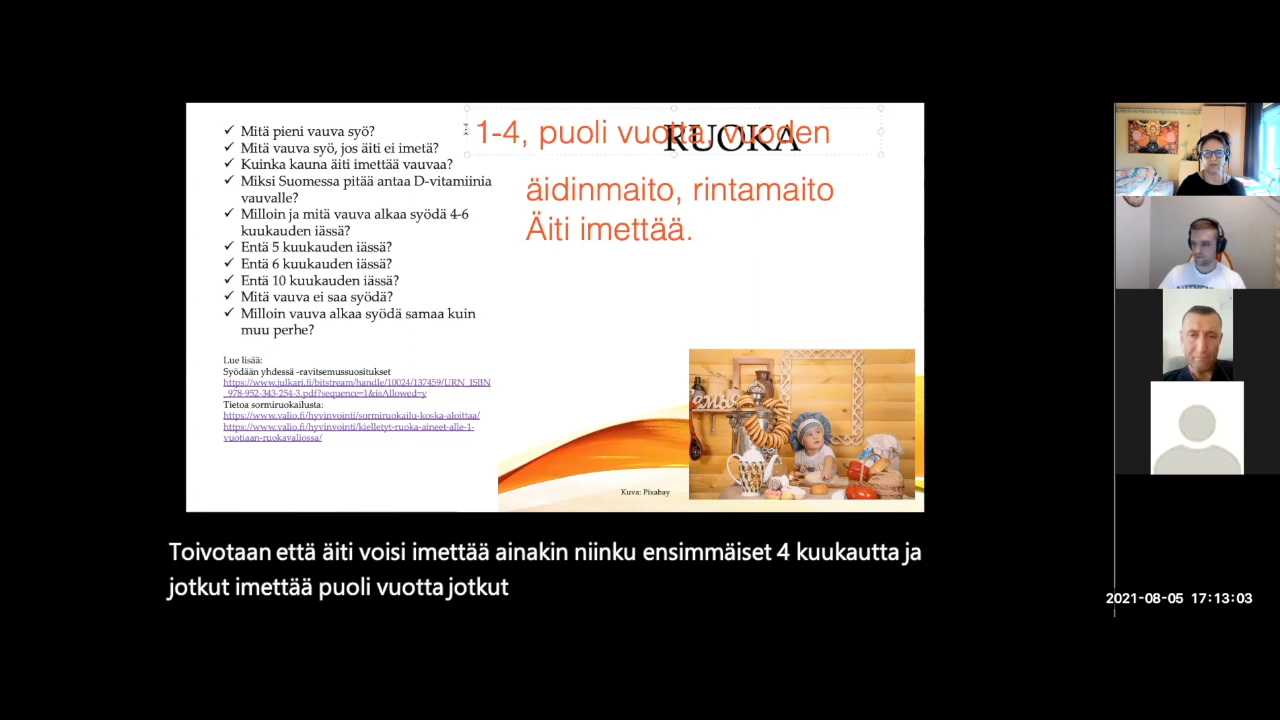 ✓ Mitä pieni vauva syö?
✓ Mitä vauva syö, jos äiti ei imetä?
✓ Kuinka kauna äiti imettää vauvaa?
✓ Miksi Suomessa pitää antaa D-vitamiinia
vauvalle?
✓ Milloin ja mitä vauva alkaa syödä 4-6
kuukauden iässä?
✓ Entä 5 kuukauden iässä?
✓ Entä 6 kuukauden iässä?
✓ Entä 10 kuukauden iässä?
✓ Mitä vauva ei saa syödä?
✓ Milloin vauva alkaa syödä samaa kuin
muu perhe?
Lue lisää:
Syödään yhdessä -ravitsemussuositukset
https://www.julkari.fi/bitstream/handle/10024/137459/URN_ISBN
_978-952-343-254-3.pdf?sequence=1&isAllowed=y
Tietoa sormiruokailusta:
https://www.valio.fi/hyvinvointi/sormiruokailu-koska-aloittaa/
https://www.valio.fi/hyvinvointi/kielletyt-ruoka-aineet-alle-1-
vuotiaan-ruokavaliossa/
1-4, puoli vuotta, vuoden
RUOKA
äidinmaito, rintamaito
Äiti imettää.
Kuva: Pixabay
Toivotaan että äiti voisi imettää ainakin niinku ensimmäiset 4 kuukautta ja
jotkut imettää puoli vuotta jotkut
2021-08-05 17:13:03